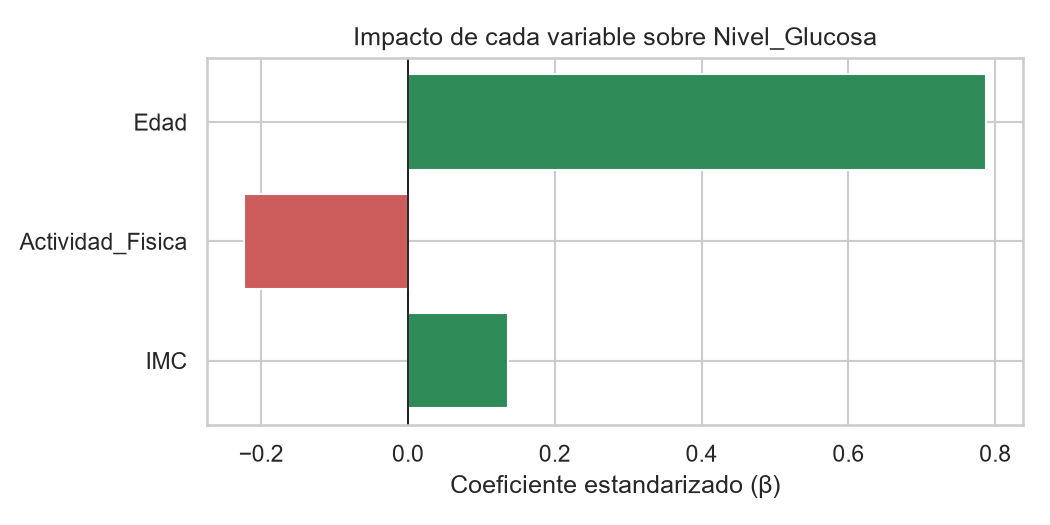 Impacto de cada variable sobre Nivel_Glucosa
Edad
Actividad_Fisica
IMC
−0.2 0.0 0.2 0.4 0.6 0.8
Coeficiente estandarizado (β)